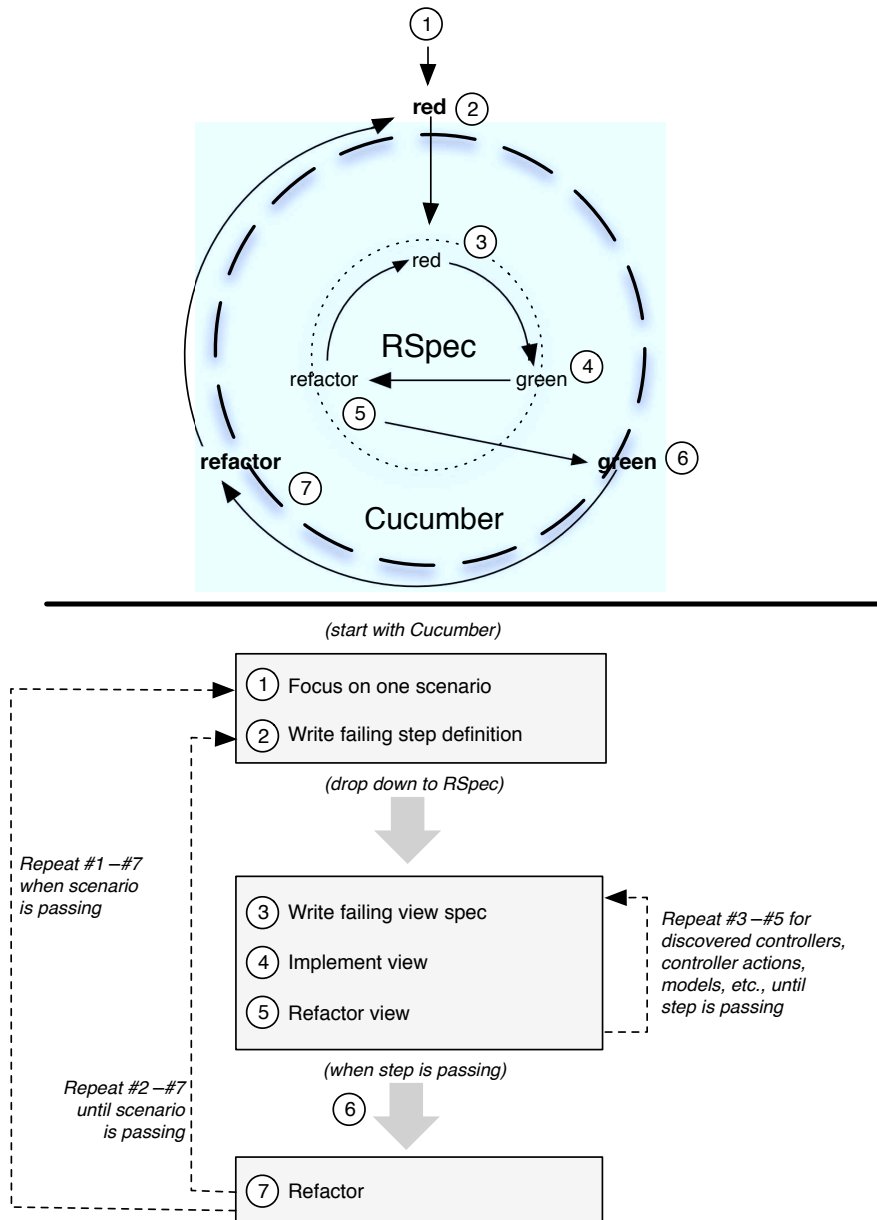 1
red 2
3
red
RSpec
refactor
green 4
5
refactor
green 6
7
Cucumber
(start with Cucumber)
1 Focus on one scenario
2 Write failing step definition
(drop down to RSpec)
Repeat #1–#7
when scenario
is passing
3 Write failing view spec
4 Implement view
5 Refactor view
Repeat #3–#5 for
discovered controllers,
controller actions,
models, etc., until
step is passing
(when step is passing)
6
Repeat #2–#7
until scenario
is passing
7 Refactor